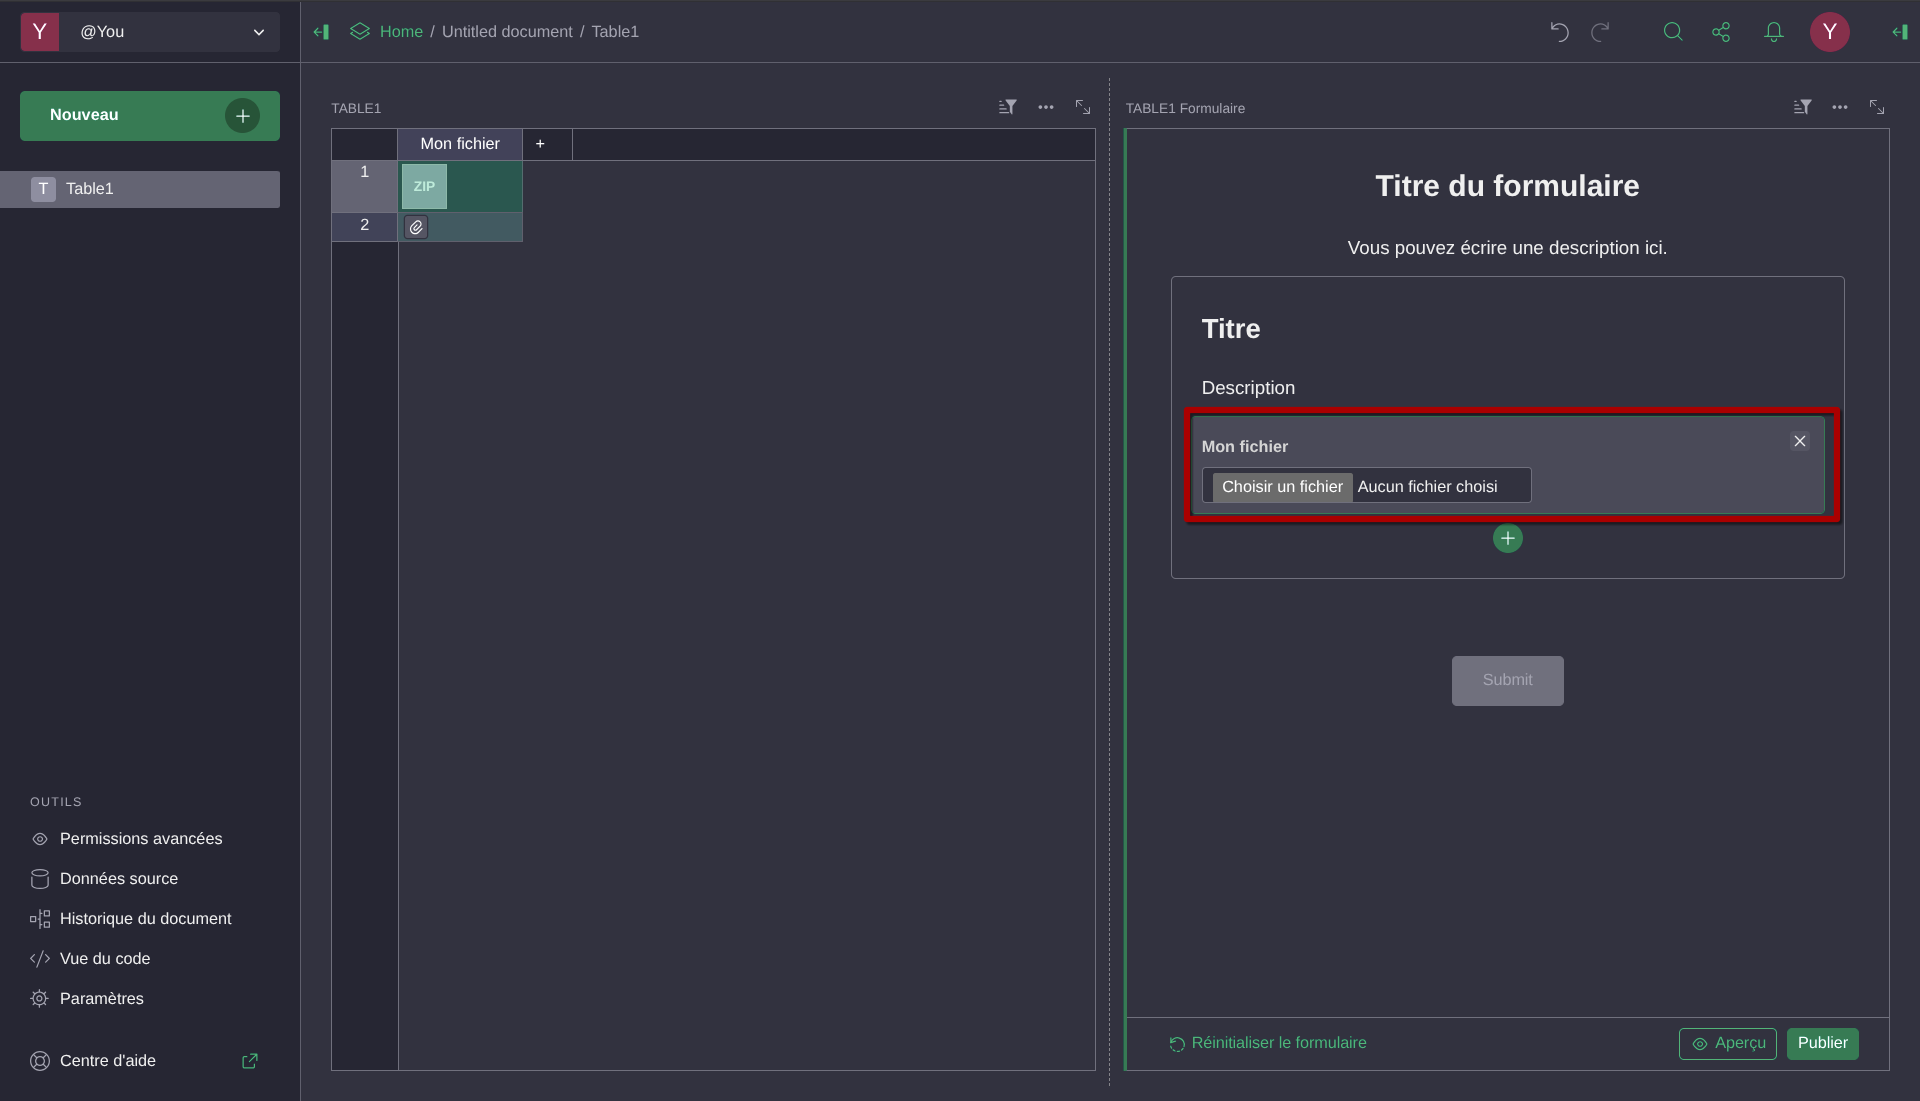 Y @You
Home / Untitled document / Table1
Y
Nouveau
T Table1
TABLE1
Mon fichier +
1 ZIP
2
TABLE1 Formulaire
Titre du formulaire
Vous pouvez écrire une description ici.
Titre
Description
Mon fichier
Choisir un fichier Aucun fichier choisi
Submit
Réinitialiser le formulaire
Aperçu
Publier
OUTILS
Permissions avancées
Données source
Historique du document
Vue du code
Paramètres
Centre d'aide